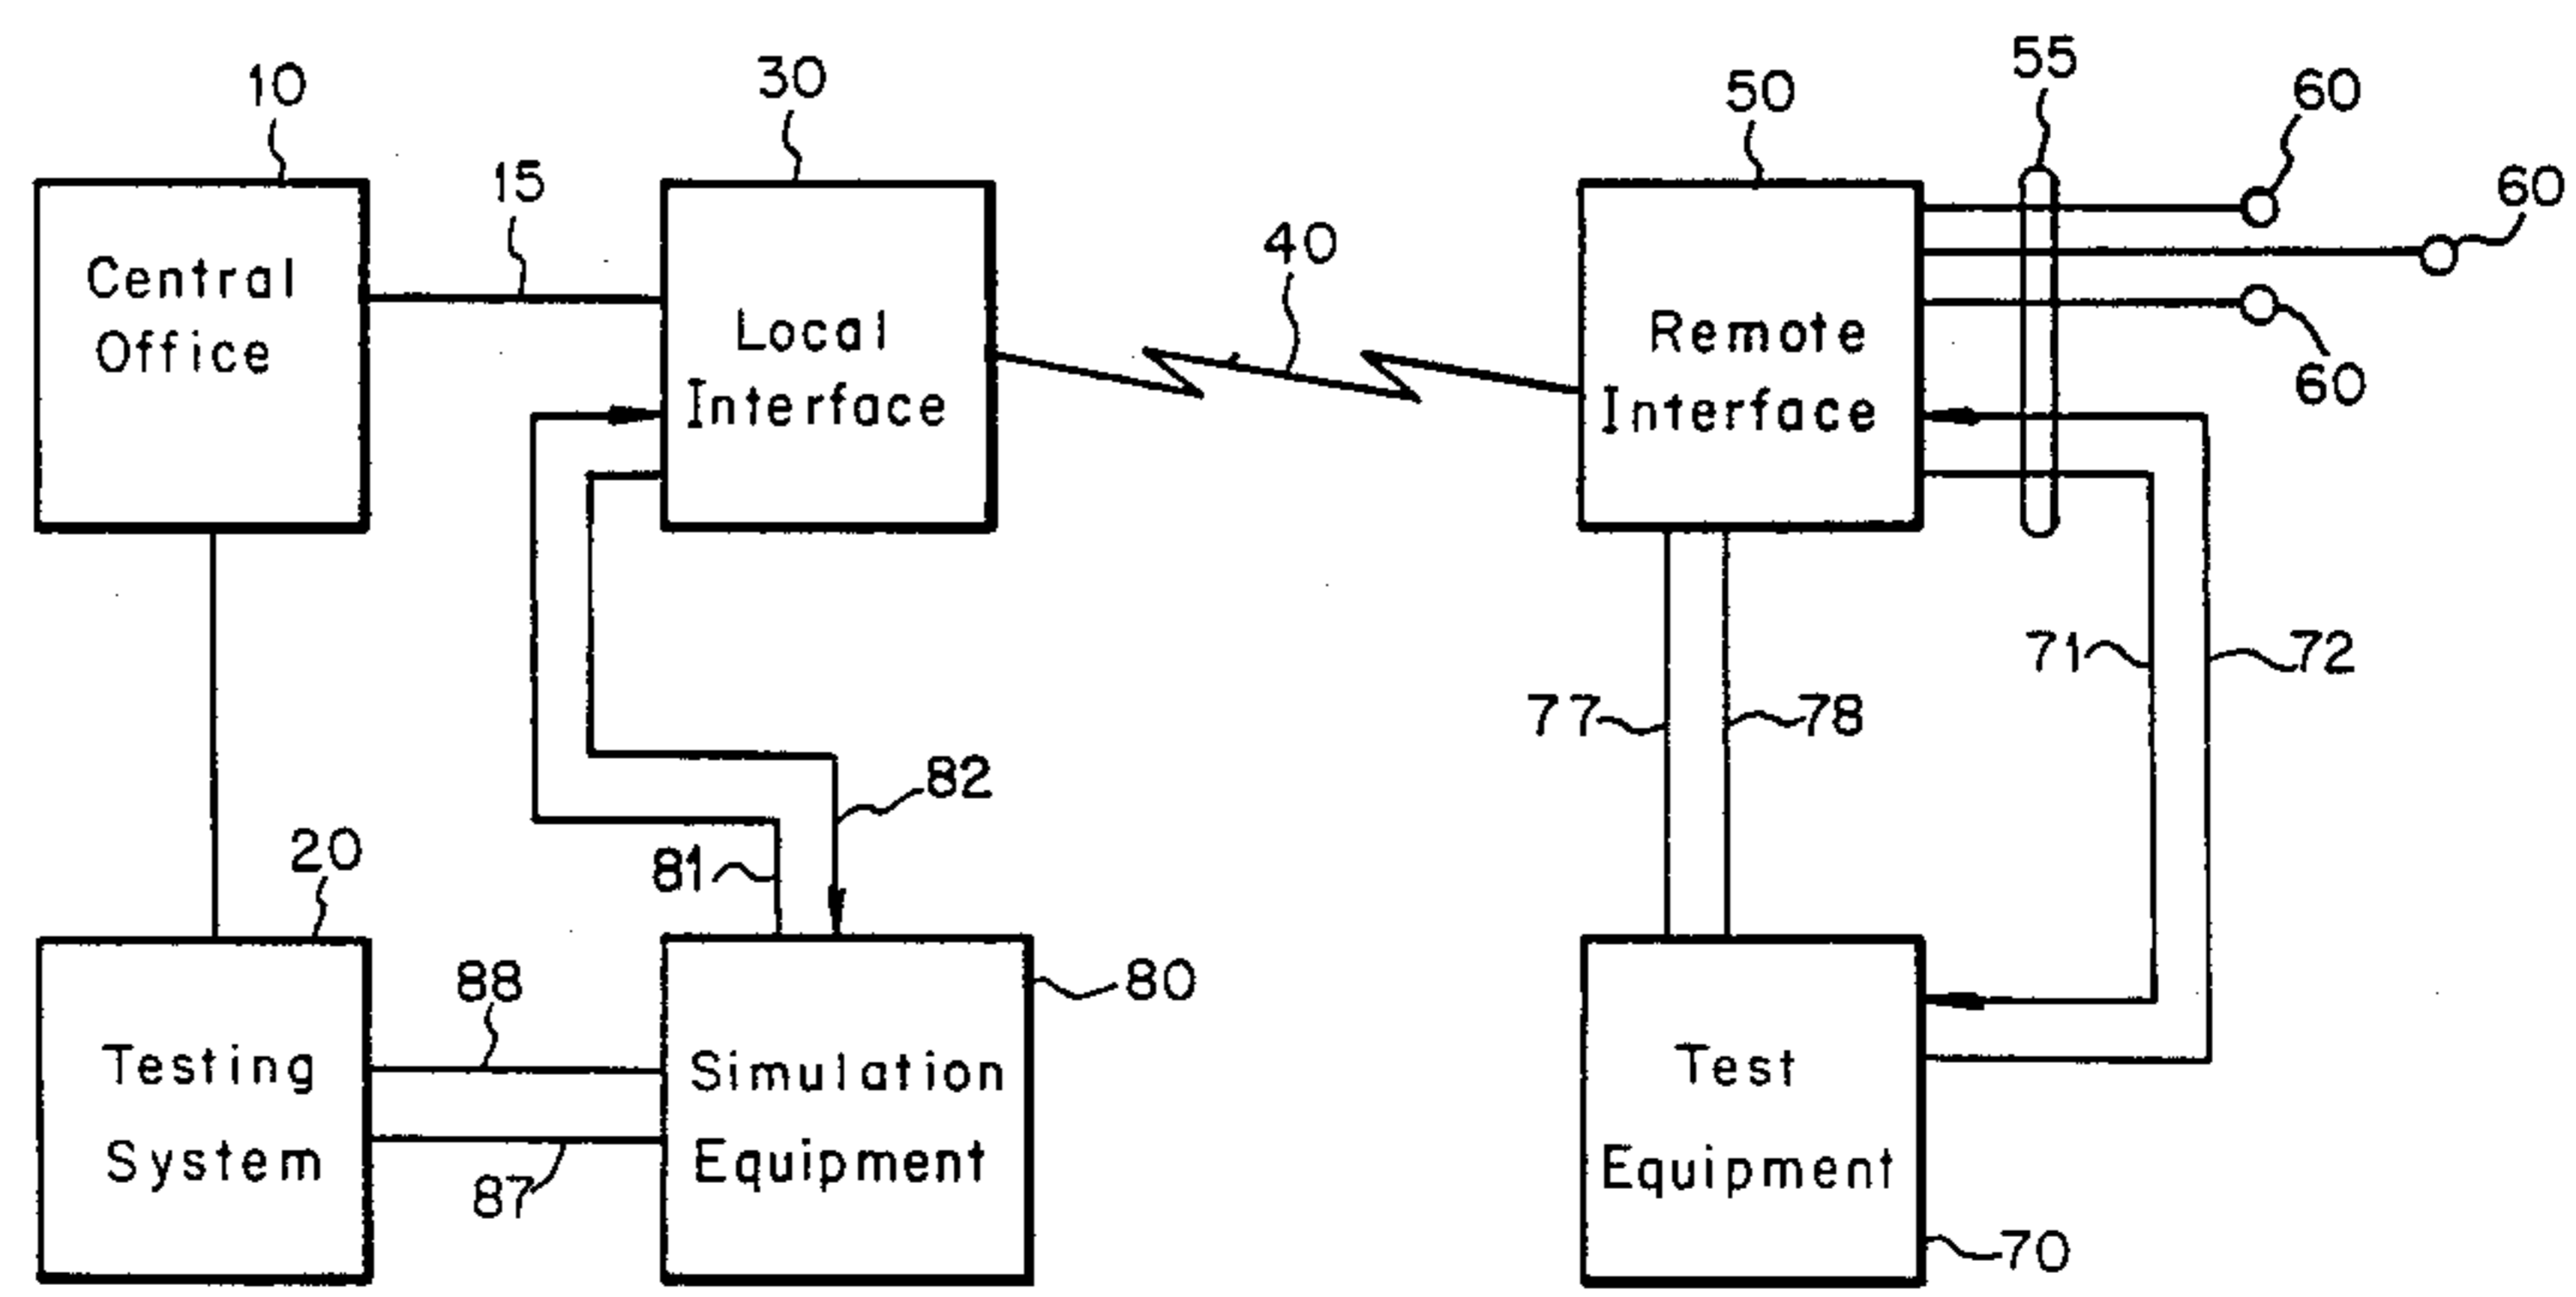 10
30
50
55
60
60
15
40
60
Central
Office
Local
Interface
Remote
Interface
71
72
77
78
82
81
20
88
80
87
Testing
System
Simulation
Equipment
Test
Equipment
70